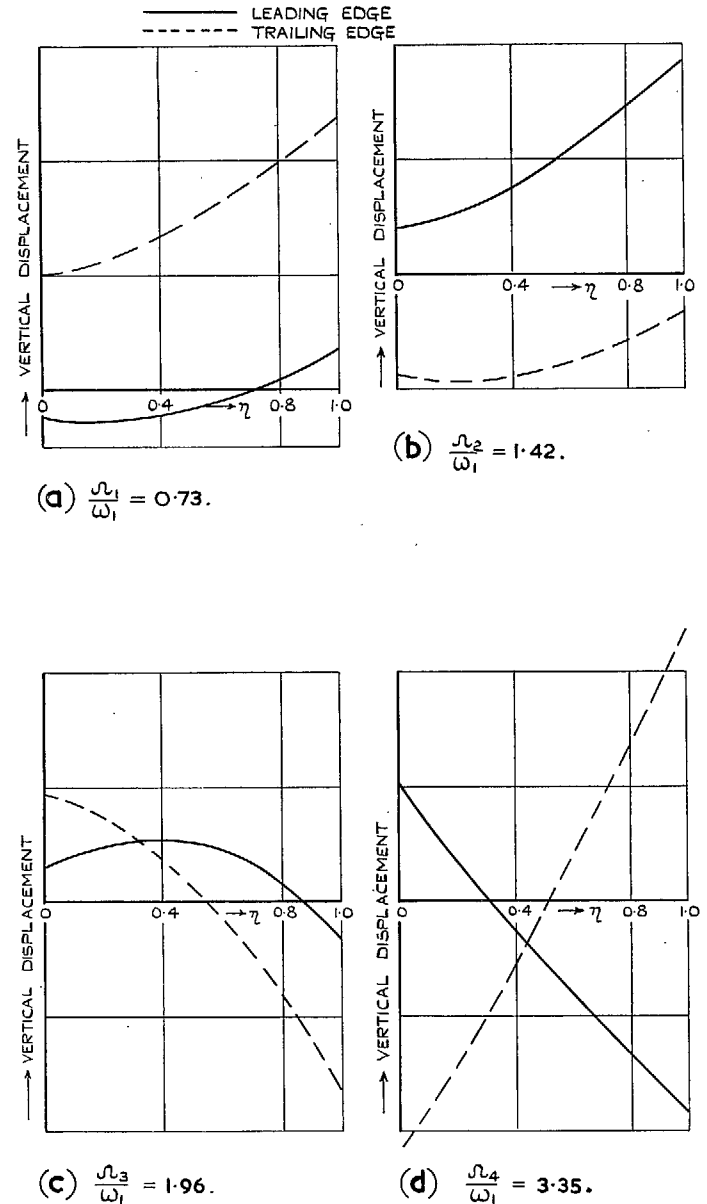 LEADING EDGE
TRAILING EDGE
VERTICAL DISPLACEMENT
0 0.4 → η 0.8 1.0
(a) Ω₁/ω₁ = 0·73.
VERTICAL DISPLACEMENT
0 0.4 → η 0.8 1.0
(b) Ω₂/ω₁ = 1·42.
VERTICAL DISPLACEMENT
0 0.4 → η 0.8 1.0
(c) Ω₃/ω₁ = 1·96.
VERTICAL DISPLACEMENT
0 0.4 → η 0.8 1.0
(d) Ω₄/ω₁ = 3·35.